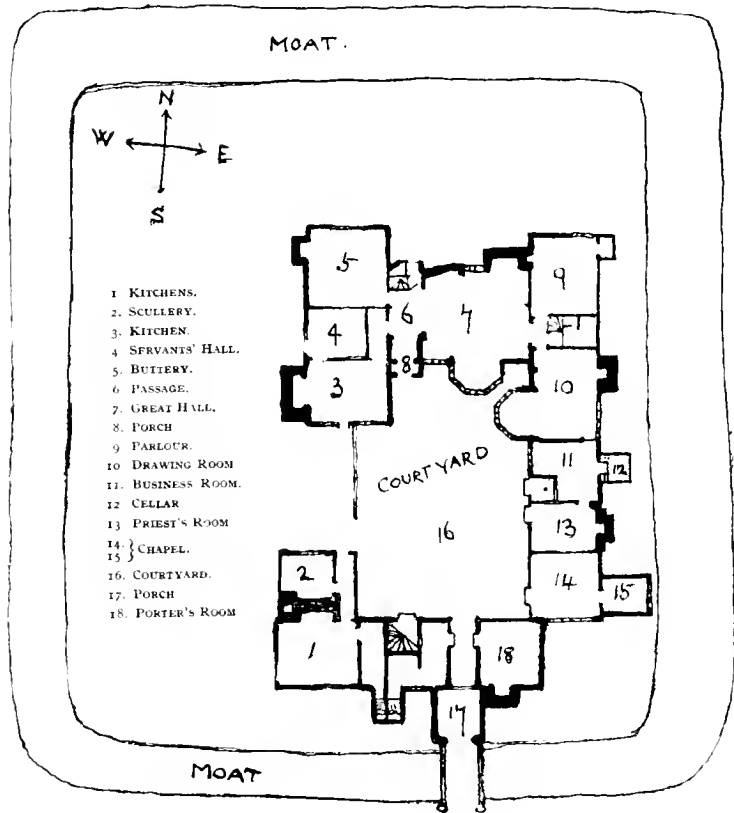 MOAT.
N
W
E
S
5
9
6
7
4
8
3
10
1 KITCHENS.
2. SCULLERY.
3. KITCHEN.
4 SERVANTS' HALL.
5. BUTTERY.
6 PASSAGE.
7. GREAT HALL.
8. PORCH
9 PARLOUR.
10 DRAWING ROOM
11. BUSINESS ROOM.
12 CELLAR
13 PRIEST'S ROOM
14. } CHAPEL.
15
16. COURTYARD.
17. PORCH
18. PORTER'S ROOM
COURTYARD
11
12
16
13
2
14
15
1
18
17
MOAT